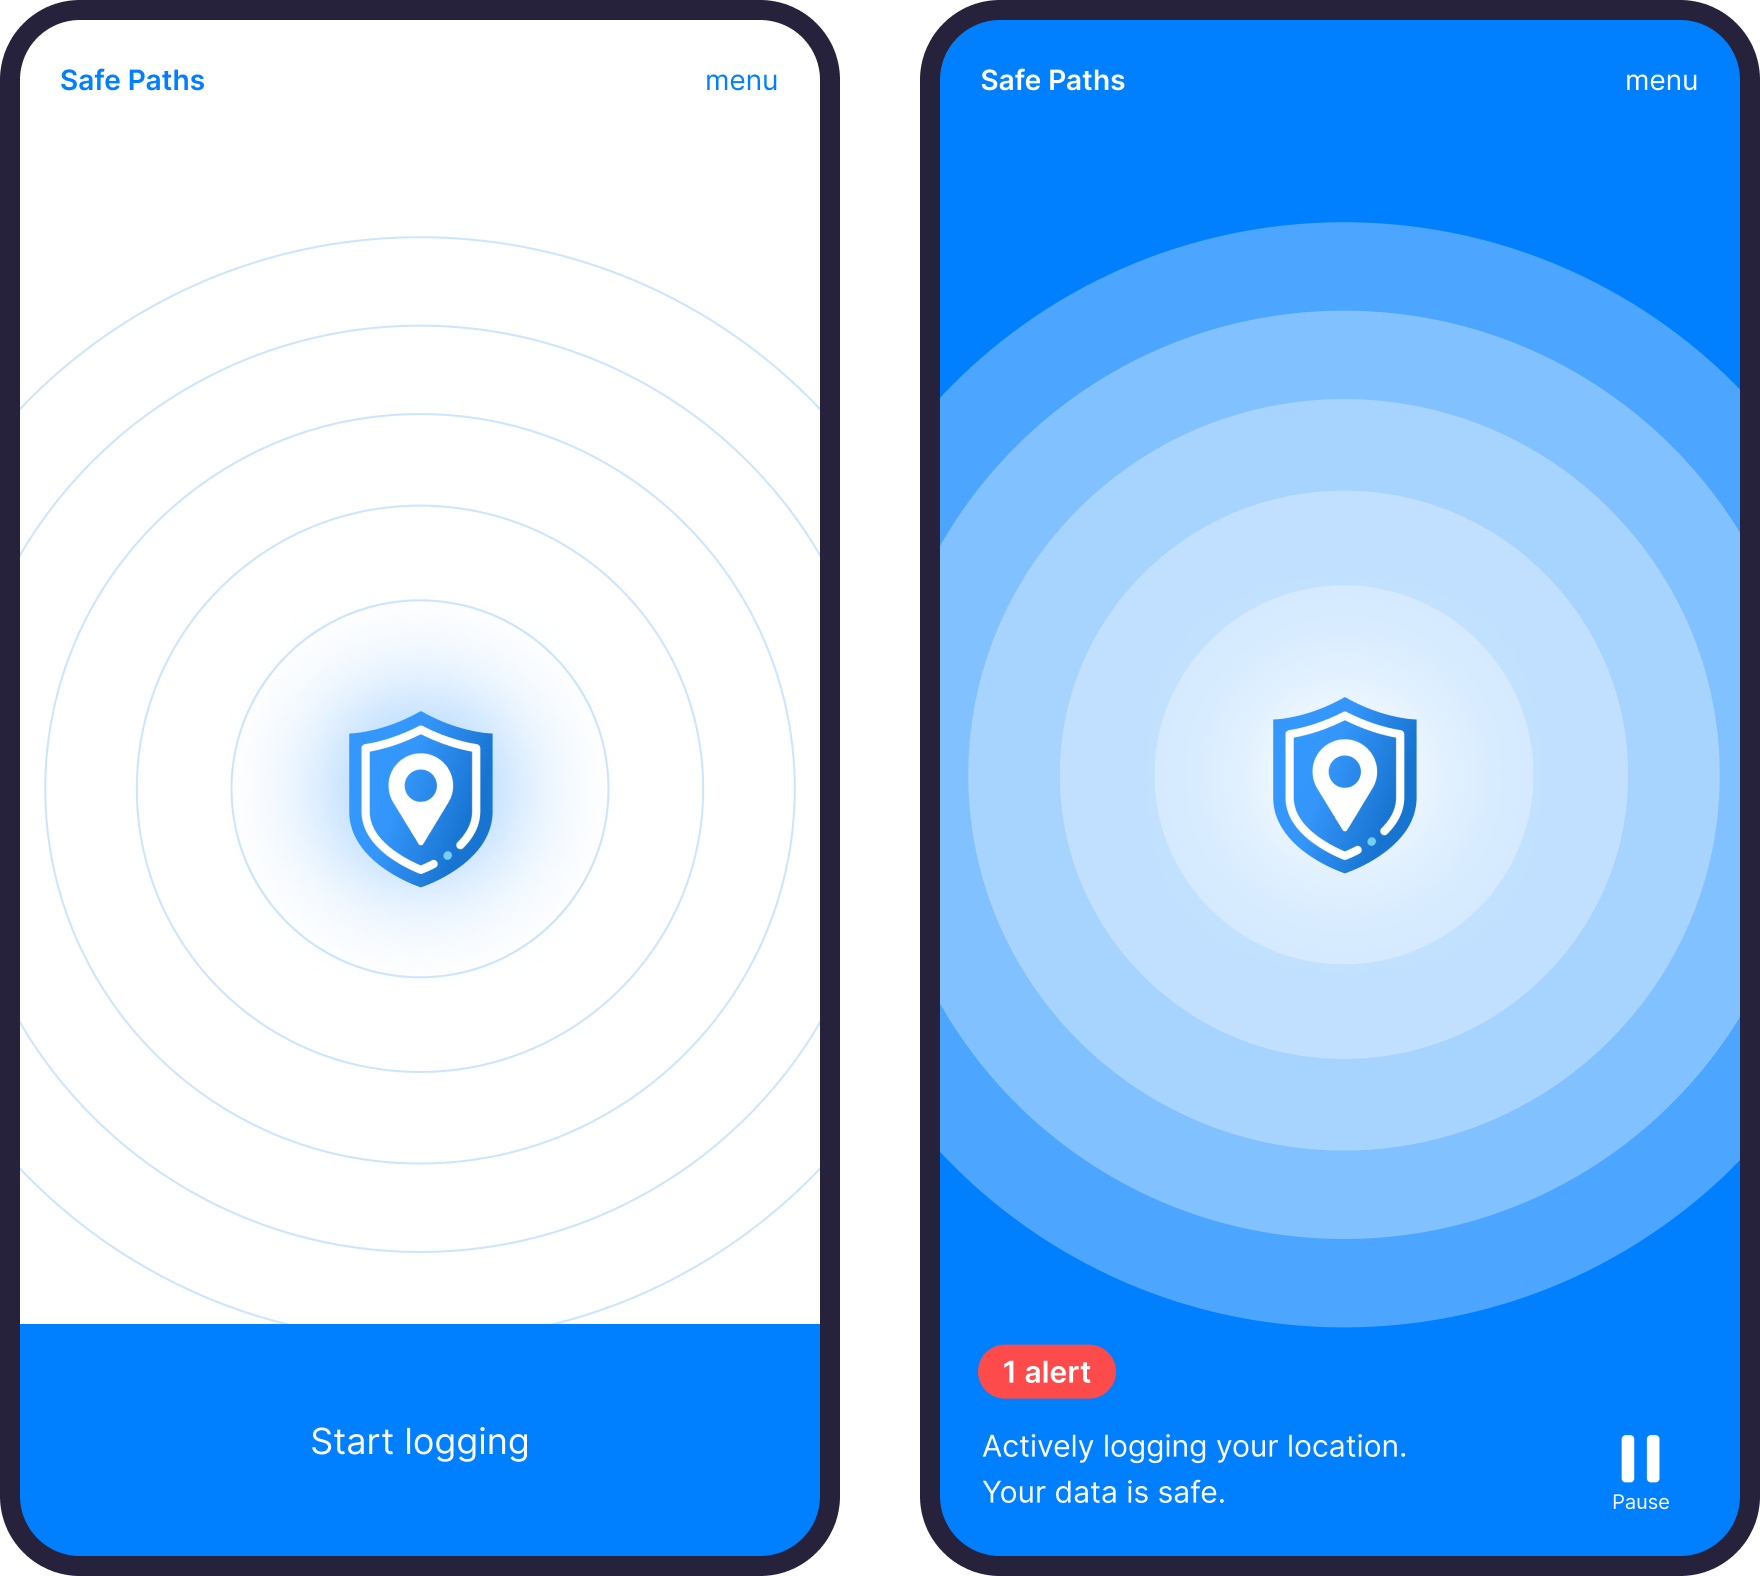 Safe Paths
menu
Start logging
Safe Paths
menu
1 alert
Actively logging your location.
Your data is safe.
Pause